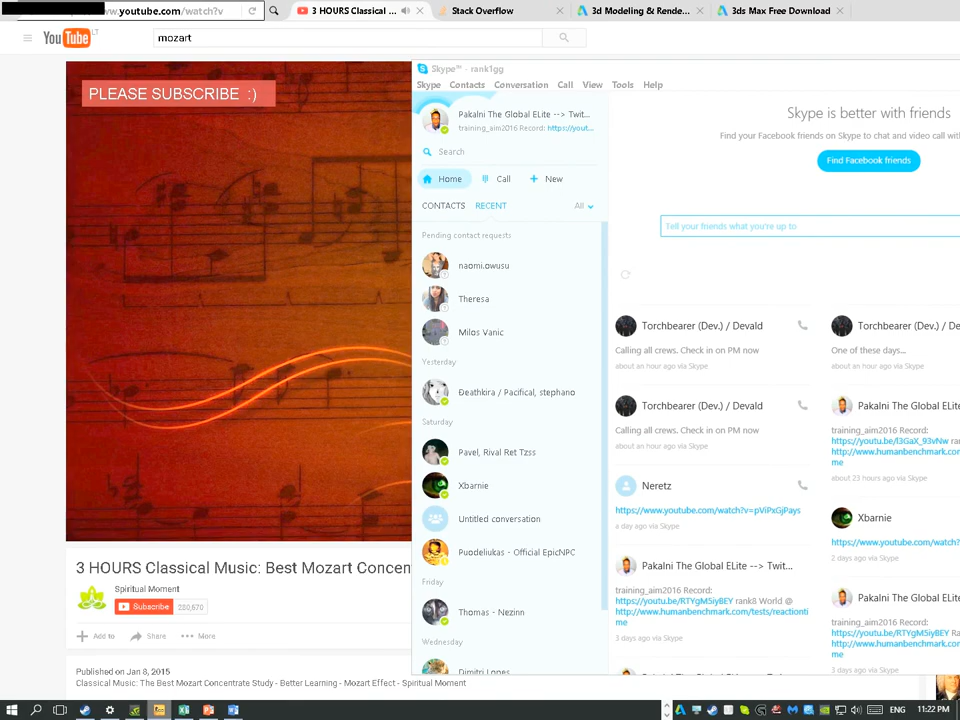 www.youtube.com/watch?v
3 HOURS Classical ...
Stack Overflow
3d Modeling & Rende...
3ds Max Free Download
YouTube LT
mozart
PLEASE SUBSCRIBE :)
Skype™ - rank1gg
Skype Contacts Conversation Call View Tools Help
Pakalni The Global ELite --> Twit...
training_aim2016 Record: https://yout...
Search
Home Call New
CONTACTS RECENT All
Pending contact requests
naomi.owusu
Theresa
Milos Vanic
Yesterday
Deathkira / Pacifical, stephano
Saturday
Pavel, Rival Ret Tzss
Xbarnie
Untitled conversation
Puodeliukas - Official EpicNPC
Friday
Thomas - Nezinn
Wednesday
Dimitri Lopes
Skype is better with friends
Find your Facebook friends on Skype to chat and video call with
Find Facebook friends
Tell your friends what you're up to
Torchbearer (Dev.) / Devald
Calling all crews. Check in on PM now
about an hour ago via Skype
Torchbearer (Dev.) / Devald
Calling all crews. Check in on PM now
about an hour ago via Skype
Neretz
https://www.youtube.com/watch?v=pViPxGjPays
a day ago via Skype
Pakalni The Global ELite --> Twit...
training_aim2016 Record:
https://youtu.be/RTYgM5iyBEY rank8 World @
http://www.humanbenchmark.com/tests/reactionti
me
3 days ago via Skype
Torchbearer (Dev.) / De
One of these days...
about an hour ago via Skype
Pakalni The Global ELite
training_aim2016 Record:
https://youtu.be/l3GaX_93vNw ran
http://www.humanbenchmark.com
me
about 23 hours ago via Skype
Xbarnie
https://www.youtube.com/watch?
2 days ago via Skype
Pakalni The Global ELite
training_aim2016 Record:
https://youtu.be/RTYgM5iyBEY Ra
http://www.humanbenchmark.com
me
3 days ago via Skype
3 HOURS Classical Music: Best Mozart Concen
Spiritual Moment
Subscribe 280,670
Add to Share More
Published on Jan 8, 2015
Classical Music: The Best Mozart Concentrate Study - Better Learning - Mozart Effect - Spiritual Moment
ENG 11:22 PM